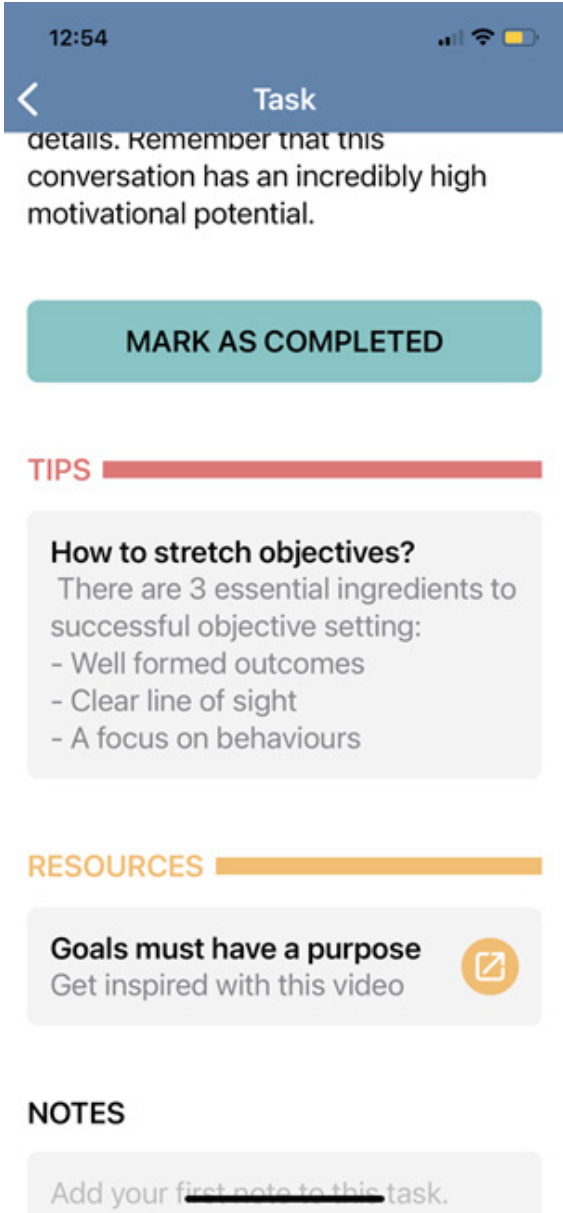 12:54
Task
details. Remember that this
conversation has an incredibly high
motivational potential.
MARK AS COMPLETED
TIPS
How to stretch objectives?
There are 3 essential ingredients to
successful objective setting:
- Well formed outcomes
- Clear line of sight
- A focus on behaviours
RESOURCES
Goals must have a purpose
Get inspired with this video
NOTES
Add your first note to this task.